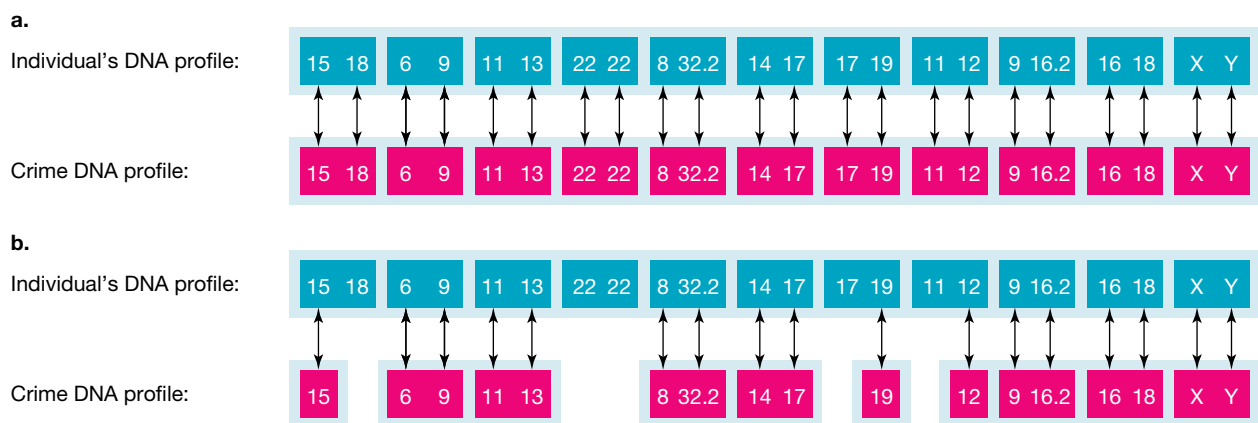 a.
Individual's DNA profile: 15 18 6 9 11 13 22 22 8 32.2 14 17 17 19 11 12 9 16.2 16 18 X Y
Crime DNA profile: 15 18 6 9 11 13 22 22 8 32.2 14 17 17 19 11 12 9 16.2 16 18 X Y
b.
Individual's DNA profile: 15 18 6 9 11 13 22 22 8 32.2 14 17 17 19 11 12 9 16.2 16 18 X Y
Crime DNA profile: 15 6 9 11 13 8 32.2 14 17 19 12 9 16.2 16 18 X Y